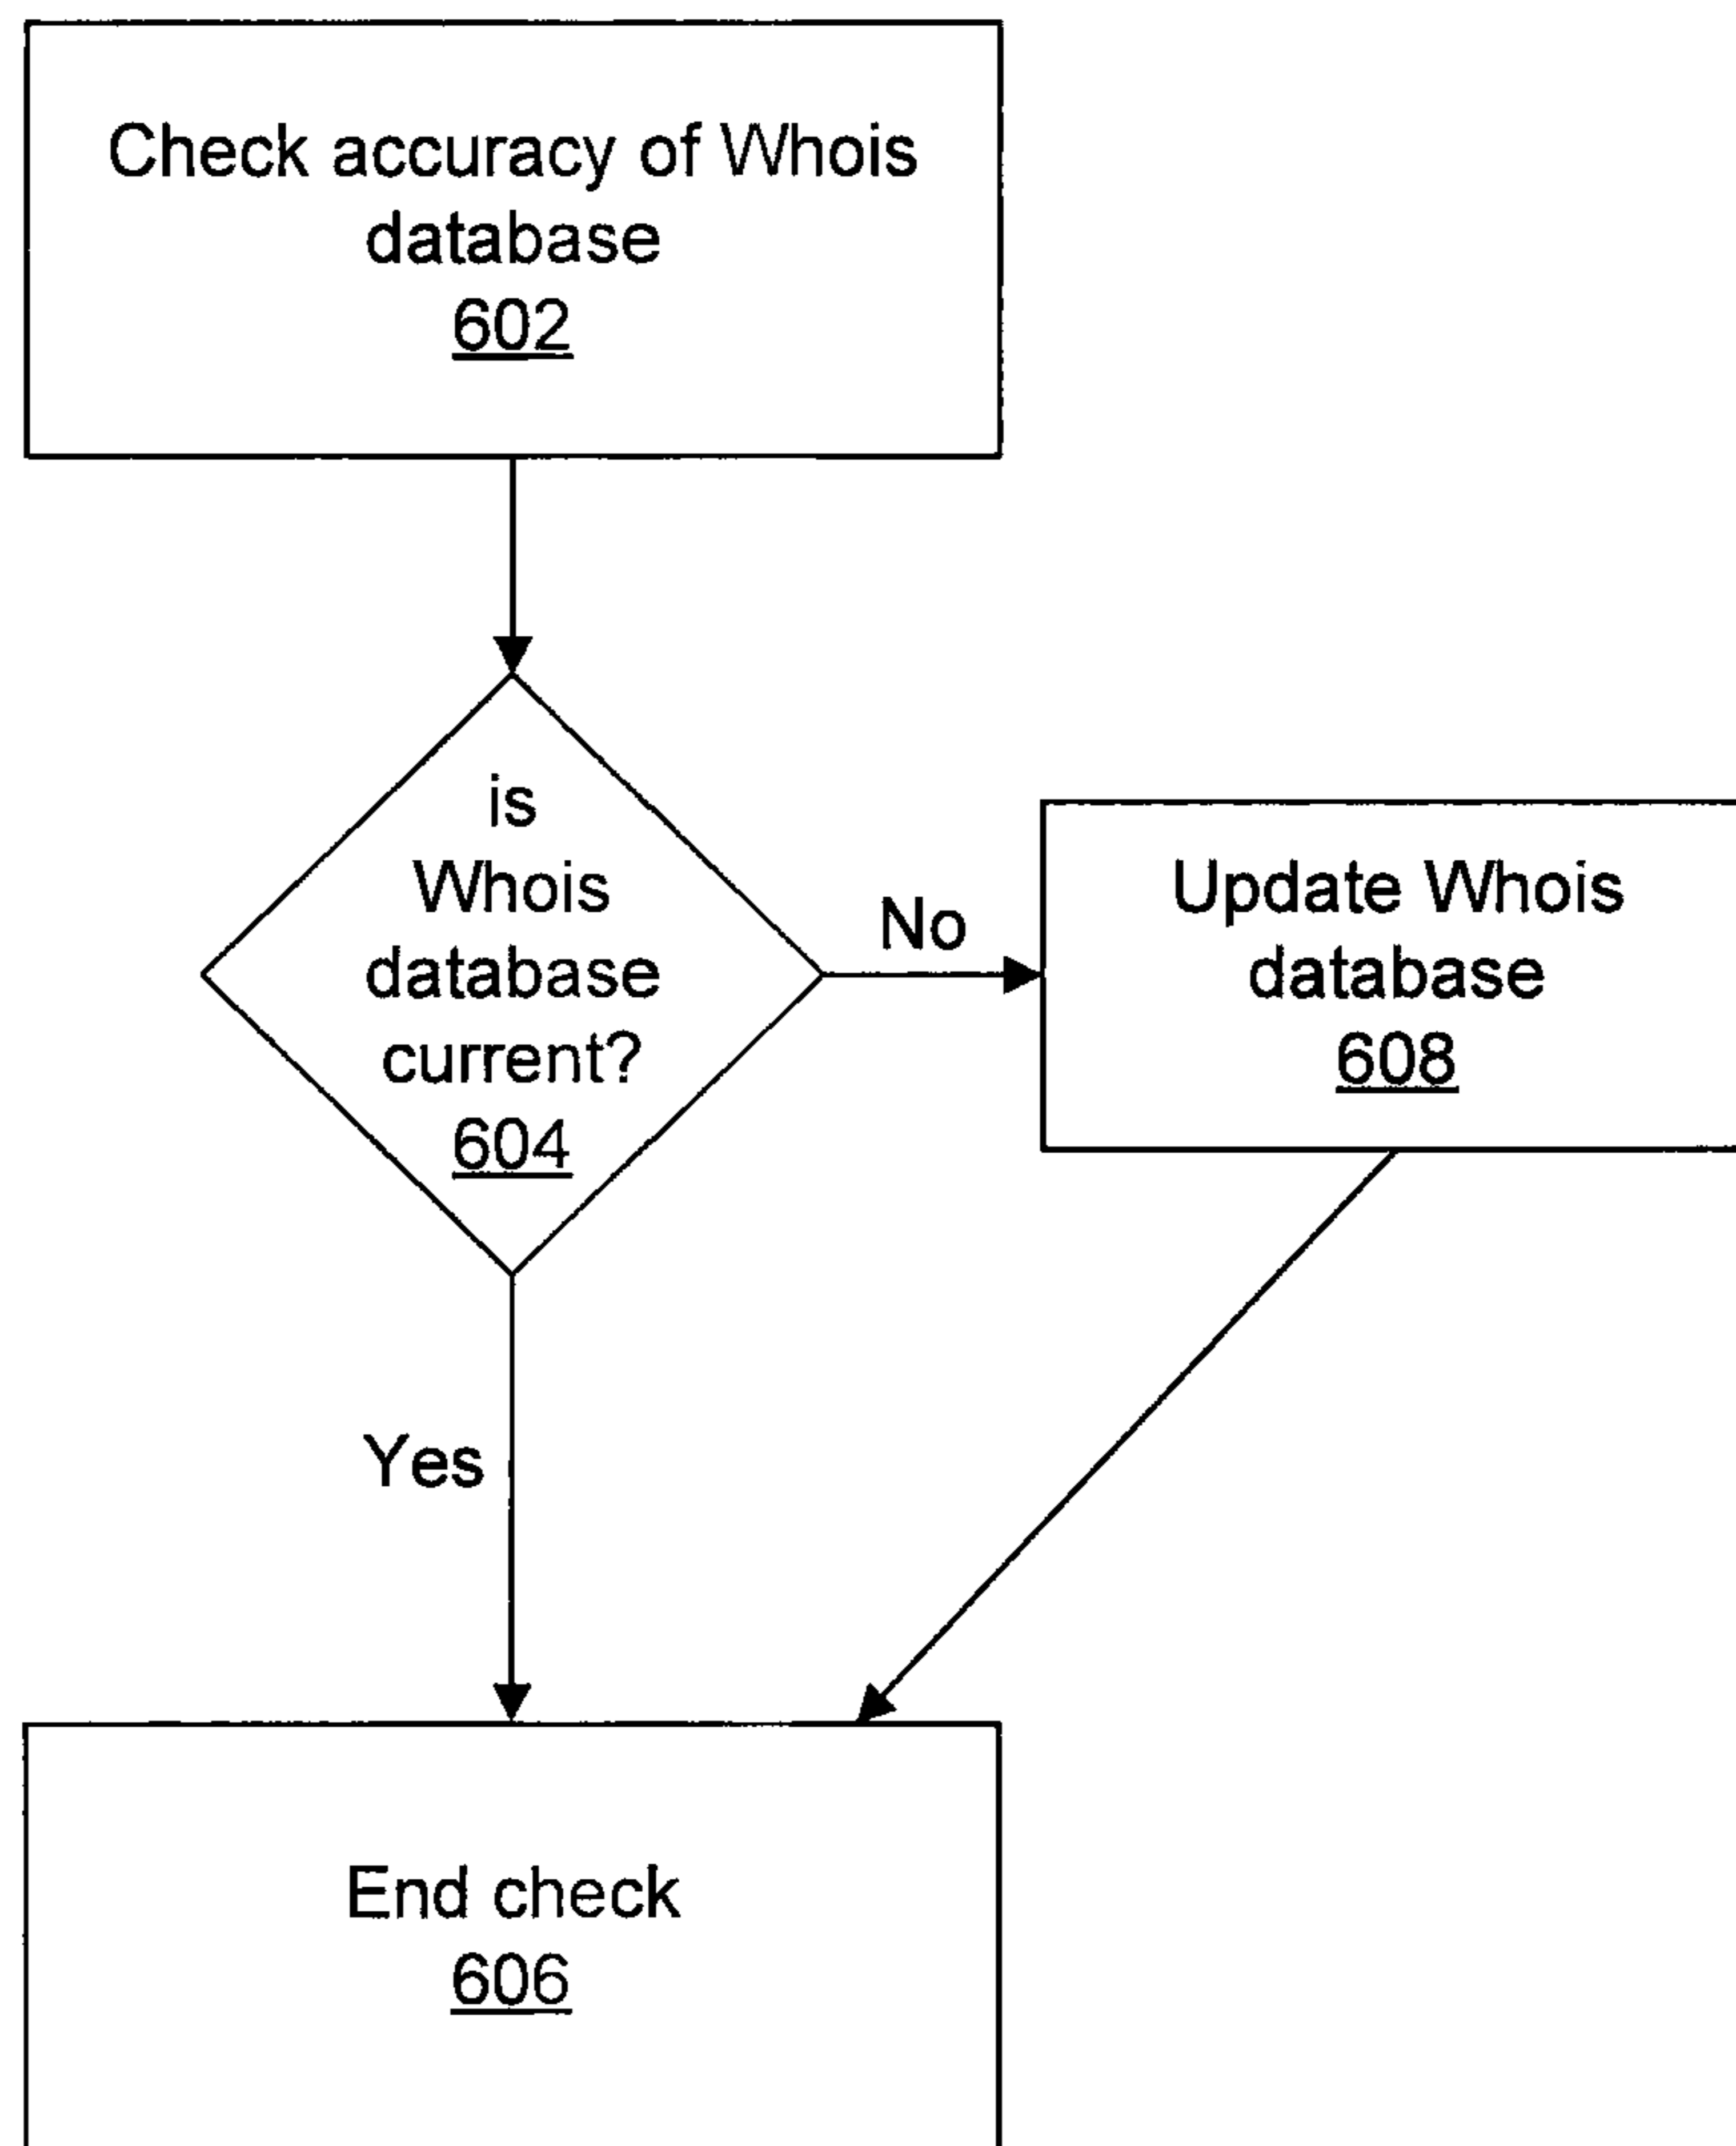 Check accuracy of Whois
database
602
is
Whois
database
current?
604
No
Update Whois
database
608
Yes
End check
606